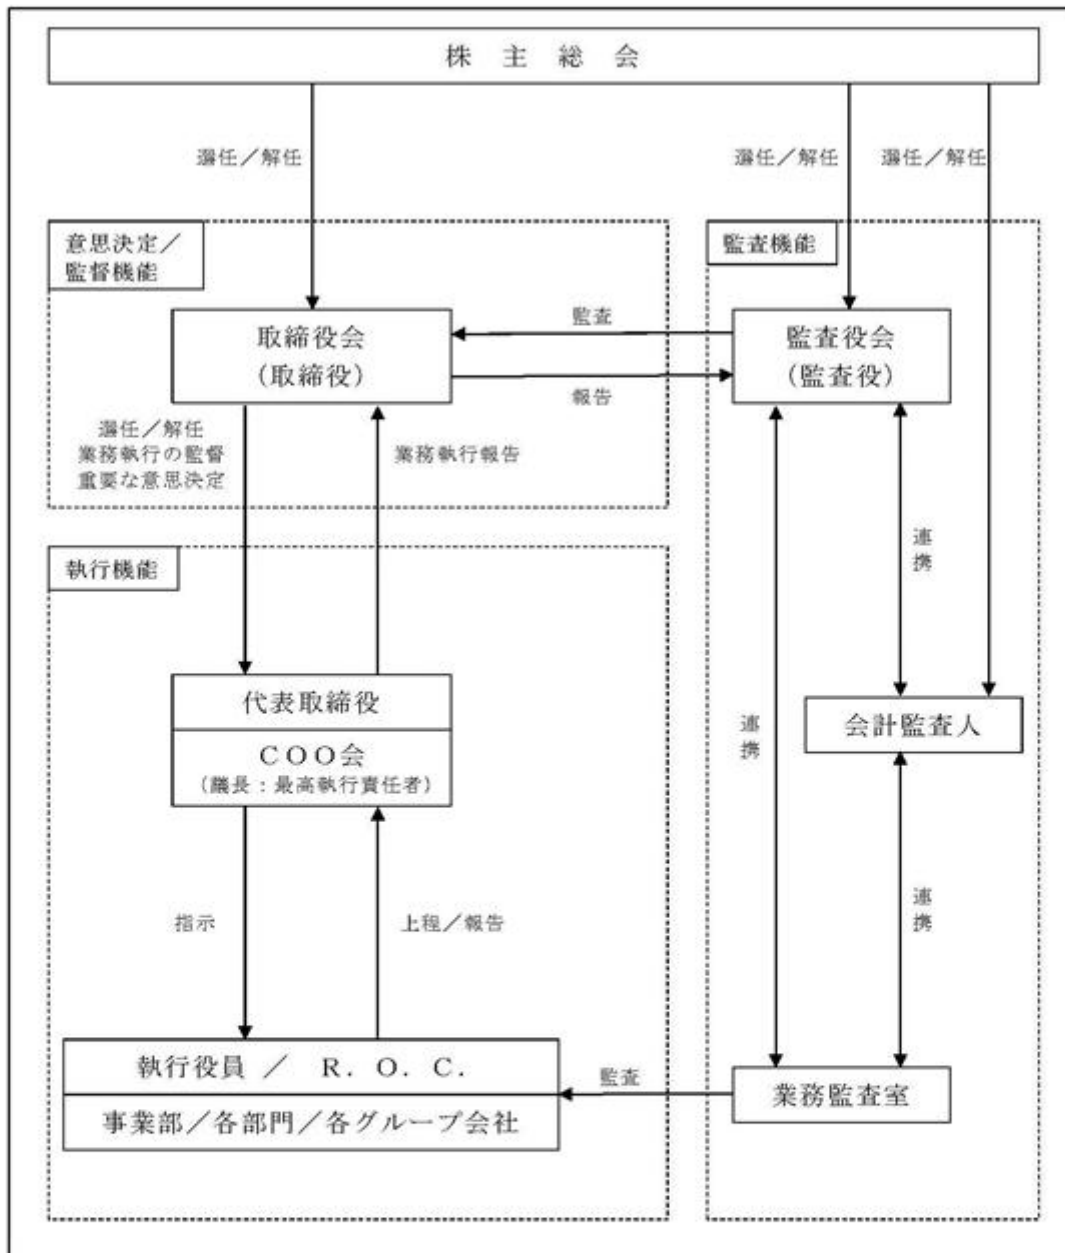 株 主 総 会
選任／解任
選任／解任
選任／解任
意思決定／
監督機能
監査機能
取締役会
（取締役）
監査
報告
監査役会
（監査役）
選任／解任
業務執行の監督
重要な意思決定
業務執行報告
連
携
執行機能
代表取締役
ＣＯＯ会
（議長：最高執行責任者）
連
携
会計監査人
指示
上程／報告
連
携
執行役員 ／ Ｒ．Ｏ．Ｃ．
事業部／各部門／各グループ会社
監査
業務監査室